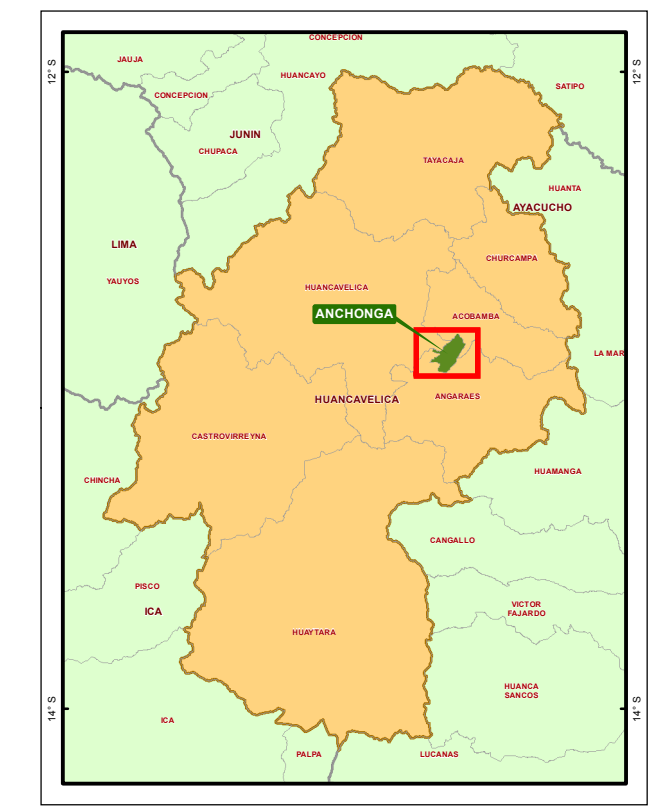 CONCEPCION
JAUJA
12° S
12° S
HUANCAYO
SATIPO
CONCEPCION
JUNIN
CHUPACA
TAYACAJA
HUANTA
AYACUCHO
LIMA
CHURCAMPA
YAUYOS
HUANCAVELICA
ANCHONGA
ACOBAMBA
LA MAR
HUANCAVELICA
ANGARAES
CASTROVIRREYNA
HUAMANGA
CHINCHA
CANGALLO
PISCO
ICA
VICTOR
FAJARDO
HUAYTARA
HUANCA
SANCOS
14° S
14° S
ICA
PALPA
LUCANAS